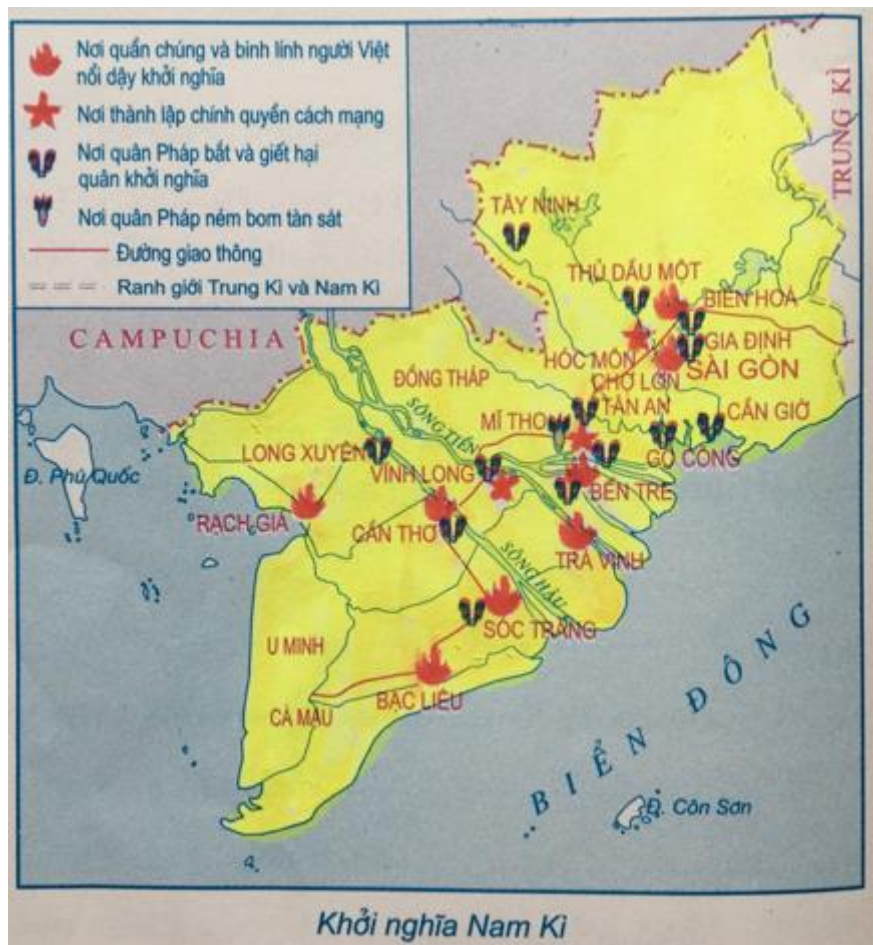 Nơi quần chúng và binh lính người Việt
nổi dậy khởi nghĩa
Nơi thành lập chính quyền cách mạng
Nơi quân Pháp bắt và giết hại
quân khởi nghĩa
Nơi quân Pháp ném bom tàn sát
Đường giao thông
Ranh giới Trung Kì và Nam Kì
TRUNG KÌ
CAMPUCHIA
TÂY NINH
THỦ DẦU MỘT
BIÊN HOÀ
GIA ĐỊNH
HÓC MÔN
SÀI GÒN
CHỢ LỚN
ĐỒNG THÁP
TÂN AN
CẦN GIỜ
SÔNG TIỀN
MĨ THO
GÒ CÔNG
LONG XUYÊN
VĨNH LONG
Đ. Phú Quốc
BẾN TRE
RẠCH GIÁ
CẦN THƠ
TRÀ VINH
SÔNG HẬU
SÓC TRĂNG
U MINH
BẠC LIÊU
CÀ MAU
BIỂN ĐÔNG
Đ. Côn Sơn
Khởi nghĩa Nam Kì